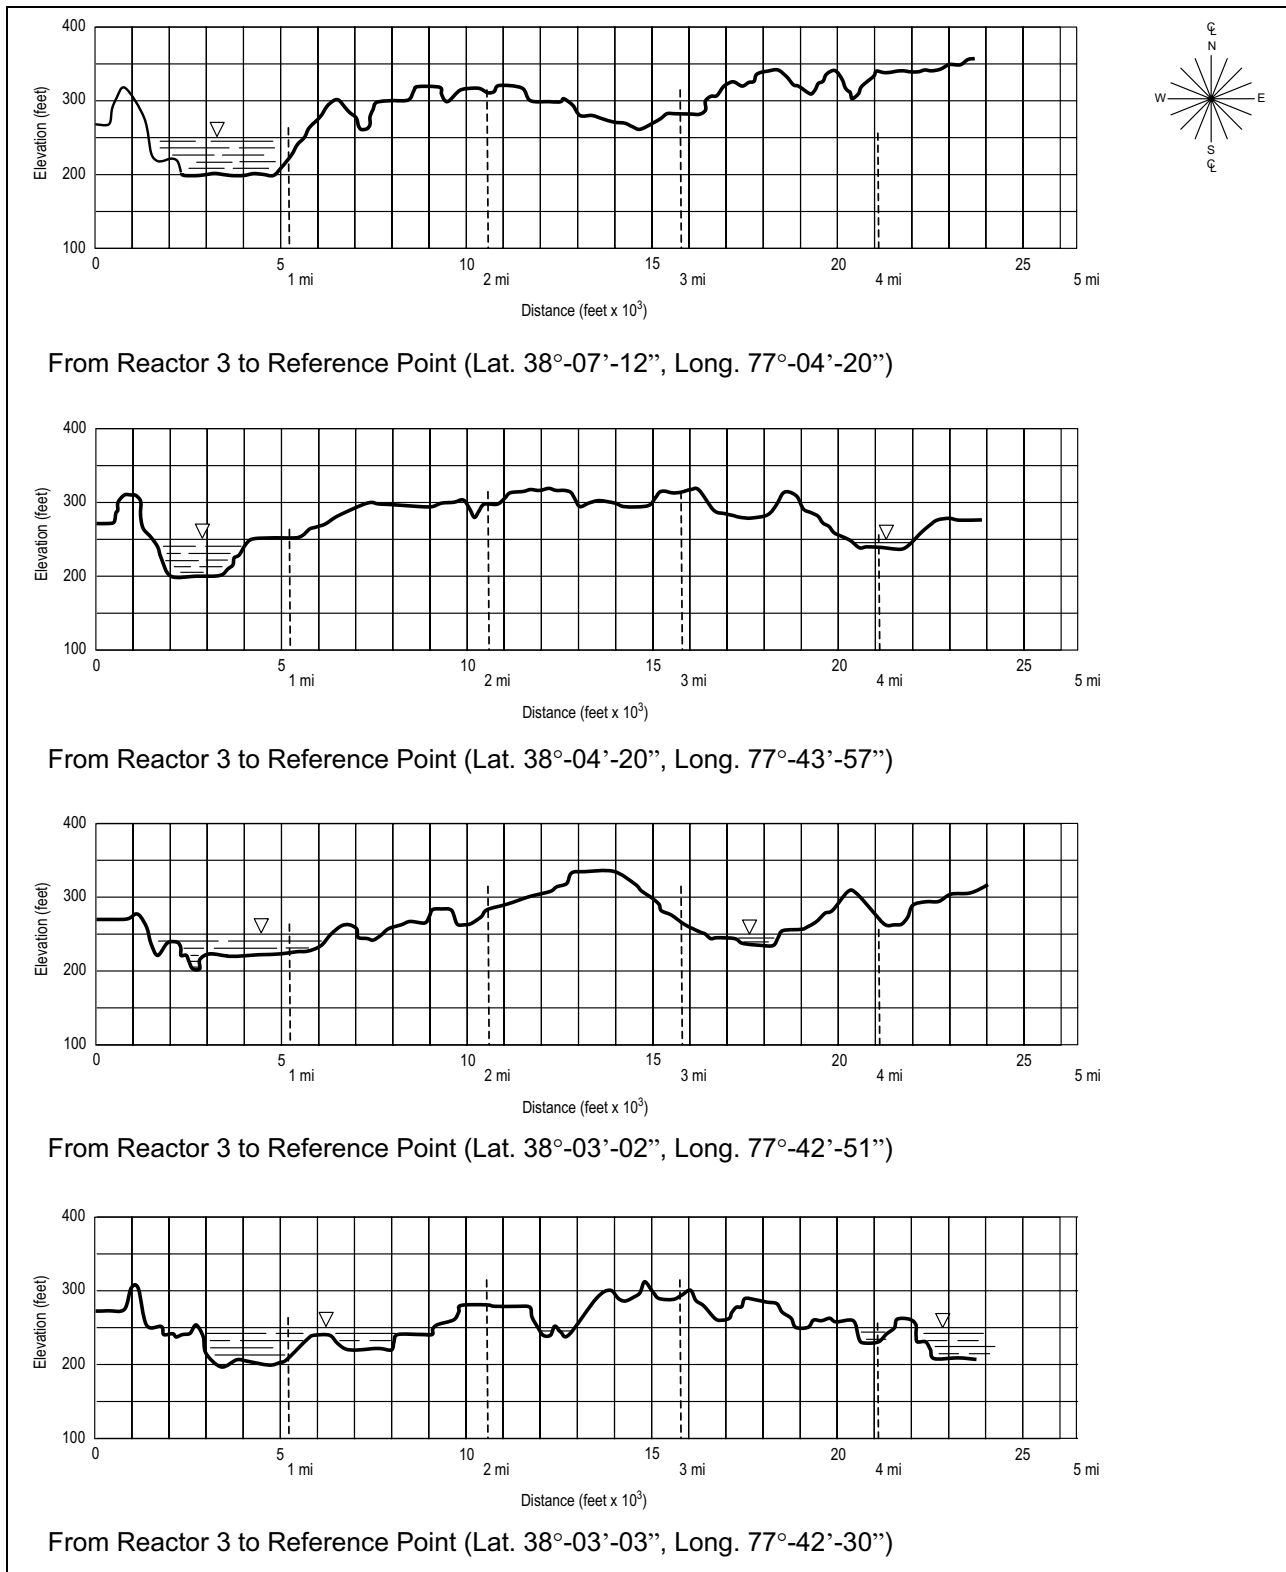 ℄
N
W E
S
℄
400
300
200
100
Elevation (feet)
0 5 10 15 20 25
1 mi 2 mi 3 mi 4 mi 5 mi
Distance (feet x 10³)
From Reactor 3 to Reference Point (Lat. 38°-07’-12”, Long. 77°-04’-20”)
400
300
200
100
Elevation (feet)
0 5 10 15 20 25
1 mi 2 mi 3 mi 4 mi 5 mi
Distance (feet x 10³)
From Reactor 3 to Reference Point (Lat. 38°-04’-20”, Long. 77°-43’-57”)
400
300
200
100
Elevation (feet)
0 5 10 15 20 25
1 mi 2 mi 3 mi 4 mi 5 mi
Distance (feet x 10³)
From Reactor 3 to Reference Point (Lat. 38°-03’-02”, Long. 77°-42’-51”)
400
300
200
100
Elevation (feet)
0 5 10 15 20 25
1 mi 2 mi 3 mi 4 mi 5 mi
Distance (feet x 10³)
From Reactor 3 to Reference Point (Lat. 38°-03’-03”, Long. 77°-42’-30”)